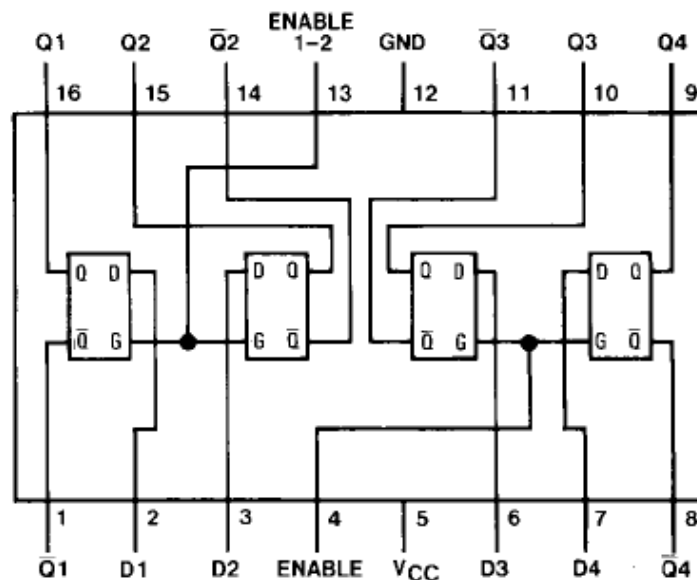 ENABLE
Q1 Q2 Q̅2 1–2 GND Q̅3 Q3 Q4
16 15 14 13 12 11 10 9
Q D D Q Q D D Q
Q̅ G G Q̅ Q̅ G G Q̅
1 2 3 4 5 6 7 8
Q̅1 D1 D2 ENABLE VCC D3 D4 Q̅4